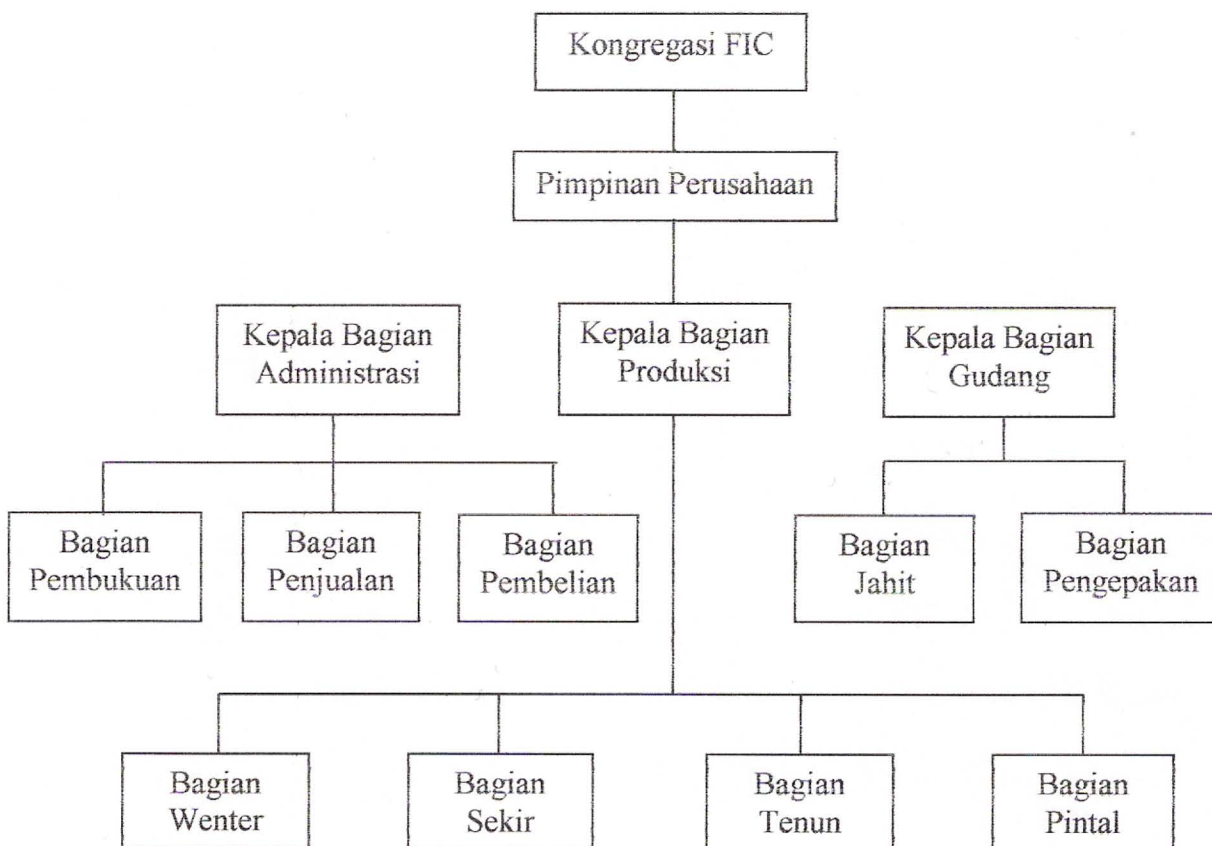 Kongregasi FIC
Pimpinan Perusahaan
Kepala Bagian
Administrasi
Kepala Bagian
Produksi
Kepala Bagian
Gudang
Bagian
Pembukuan
Bagian
Penjualan
Bagian
Pembelian
Bagian
Jahit
Bagian
Pengepakan
Bagian
Wenter
Bagian
Sekir
Bagian
Tenun
Bagian
Pintal